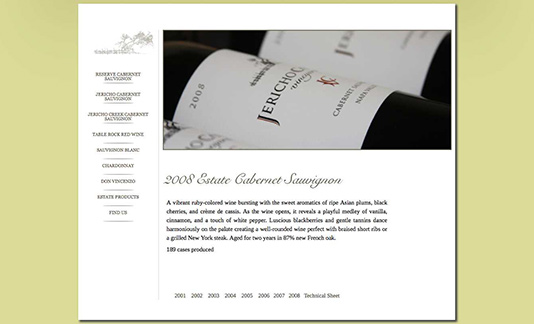 RESERVE CABERNET
SAUVIGNON
JERICHO CABERNET
SAUVIGNON
JERICHO CREEK CABERNET
SAUVIGNON
TABLE ROCK RED WINE
SAUVIGNON BLANC
CHARDONNAY
DON VINCENZO
ESTATE PRODUCTS
FIND US
2008
JERICHO
CABERNET
NAPA
2008 Estate Cabernet Sauvignon
A vibrant ruby-colored wine bursting with the sweet aromatics of ripe Asian plums, black
cherries, and crème de cassis. As the wine opens, it reveals a playful medley of vanilla,
cinnamon, and a touch of white pepper. Luscious blackberries and gentle tannins dance
harmoniously on the palate creating a well-rounded wine perfect with braised short ribs or
a grilled New York steak. Aged for two years in 87% new French oak.
189 cases produced
2001 2002 2003 2004 2005 2006 2007 2008 Technical Sheet